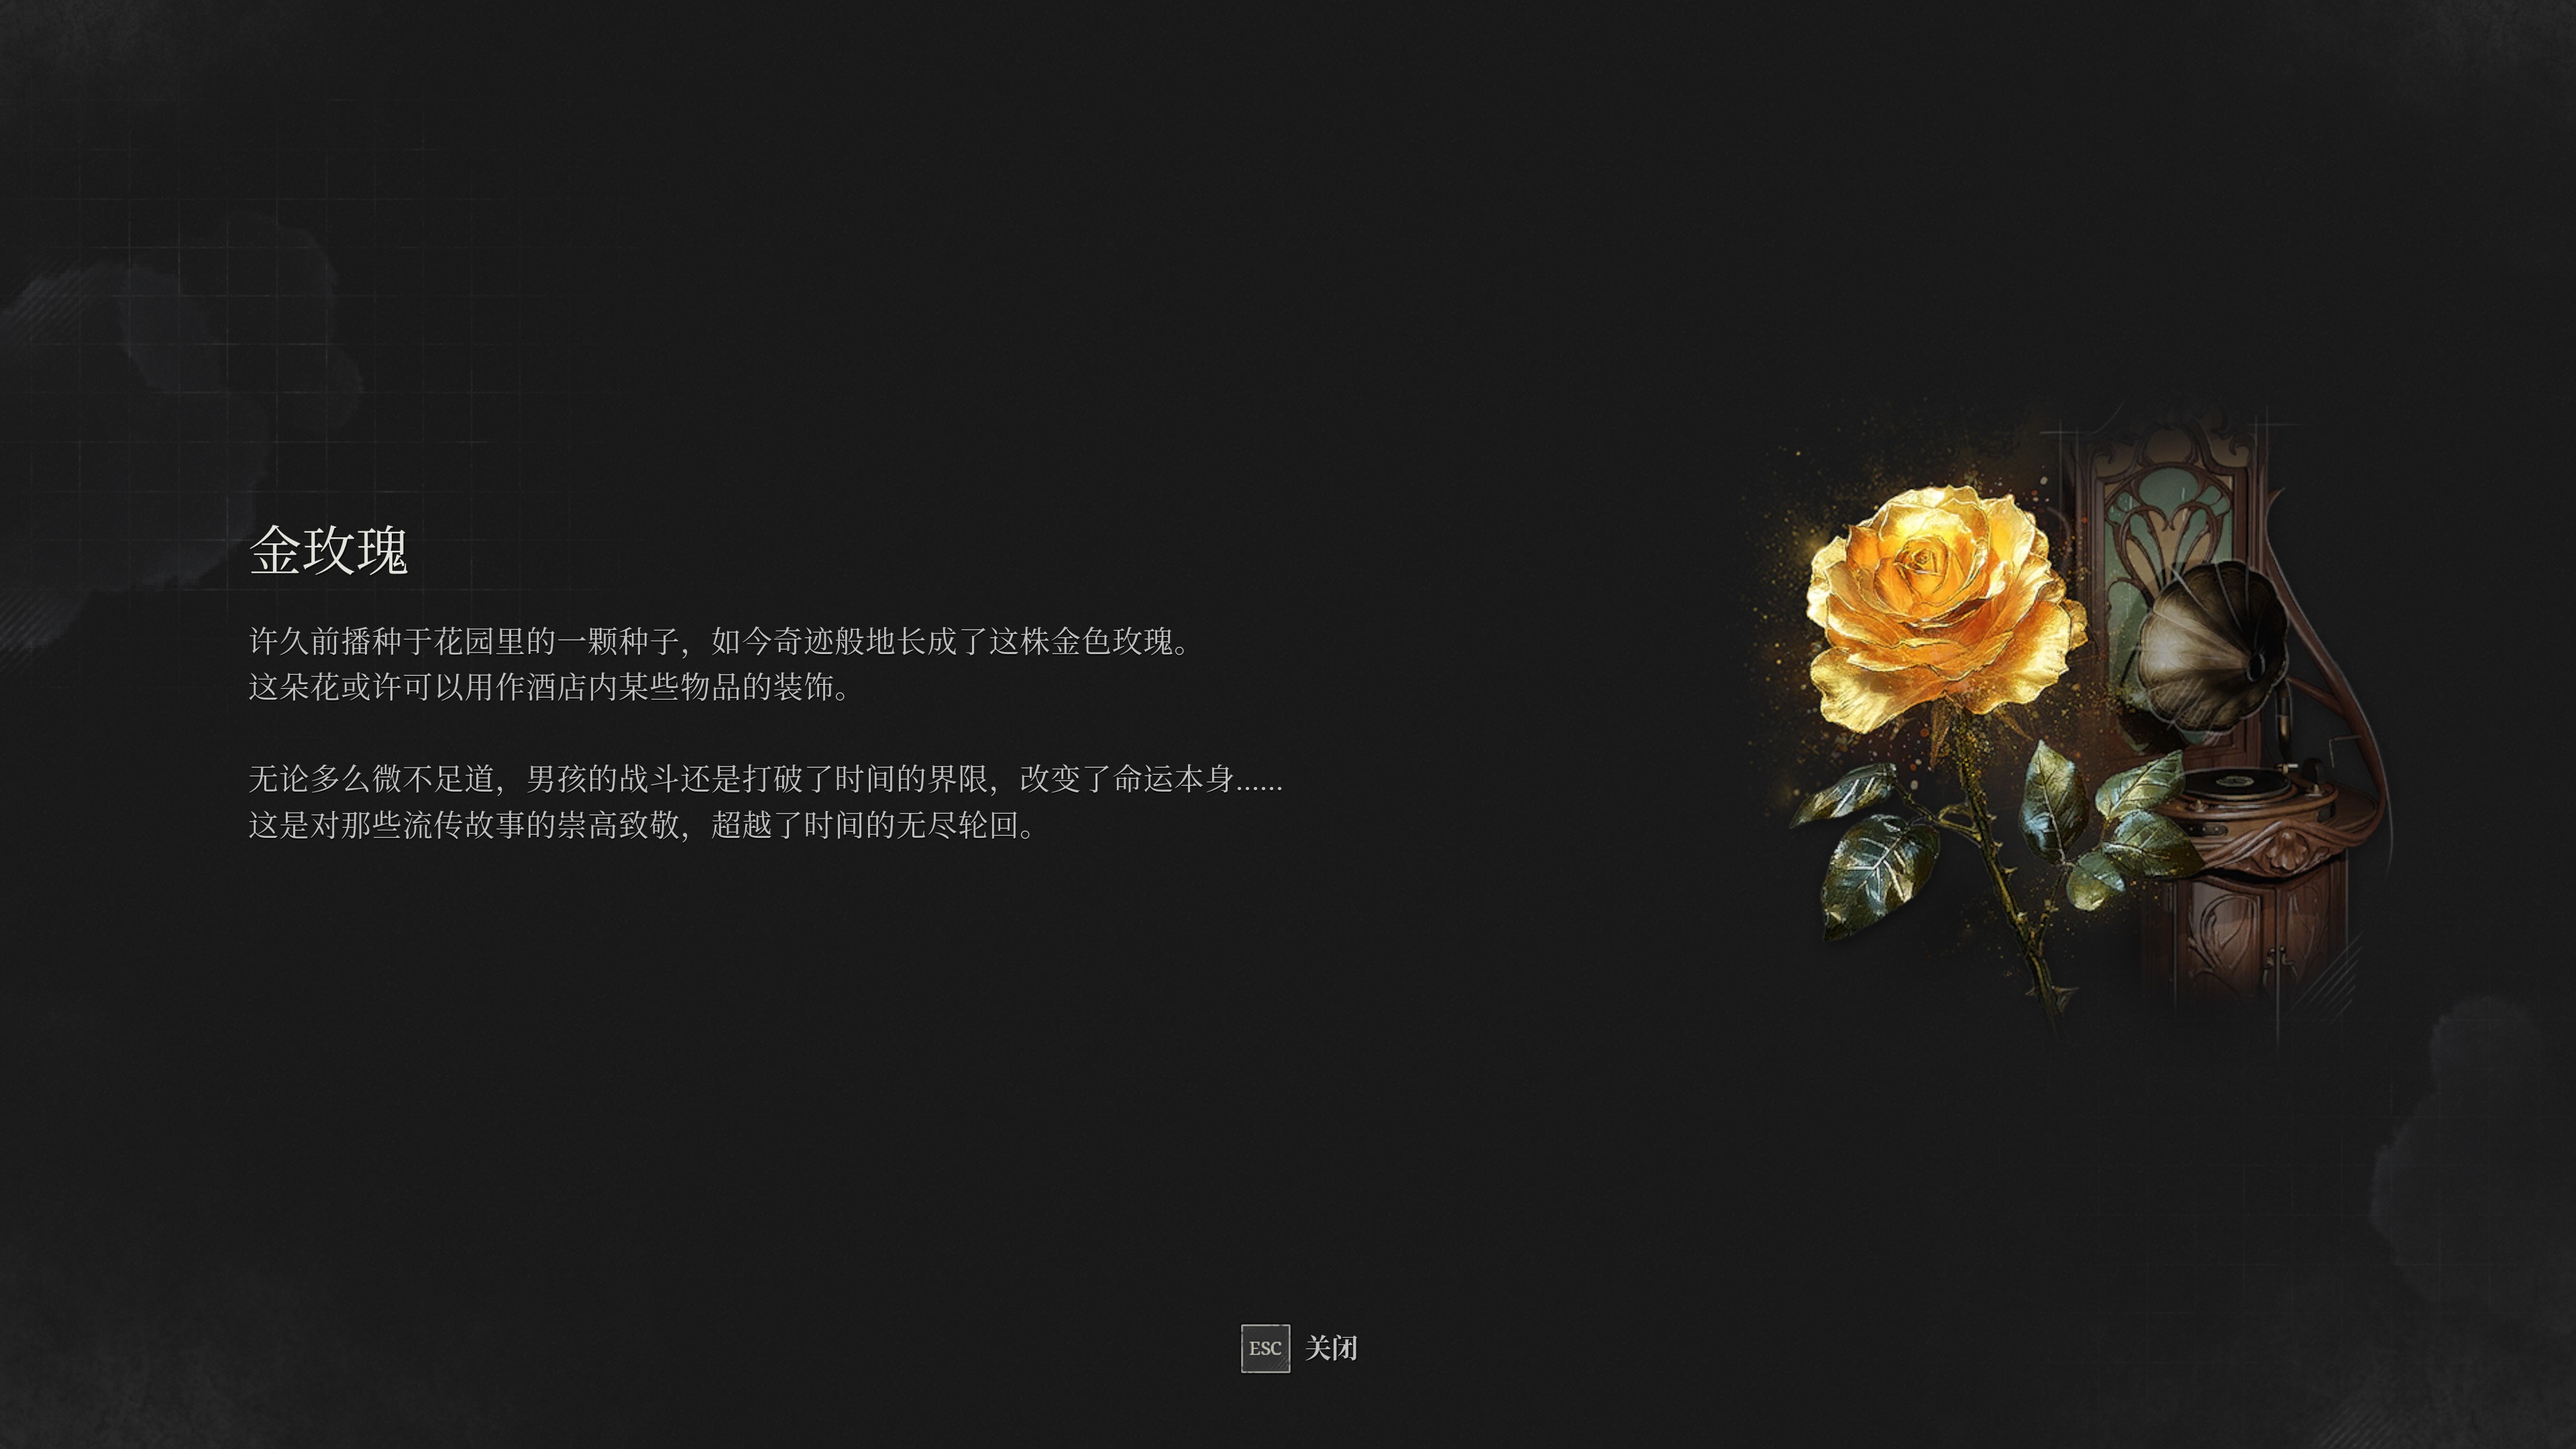 金玫瑰
许久前播种于花园里的一颗种子，如今奇迹般地长成了这株金色玫瑰。
这朵花或许可以用作酒店内某些物品的装饰。
无论多么微不足道，男孩的战斗还是打破了时间的界限，改变了命运本身……
这是对那些流传故事的崇高致敬，超越了时间的无尽轮回。
ESC 关闭